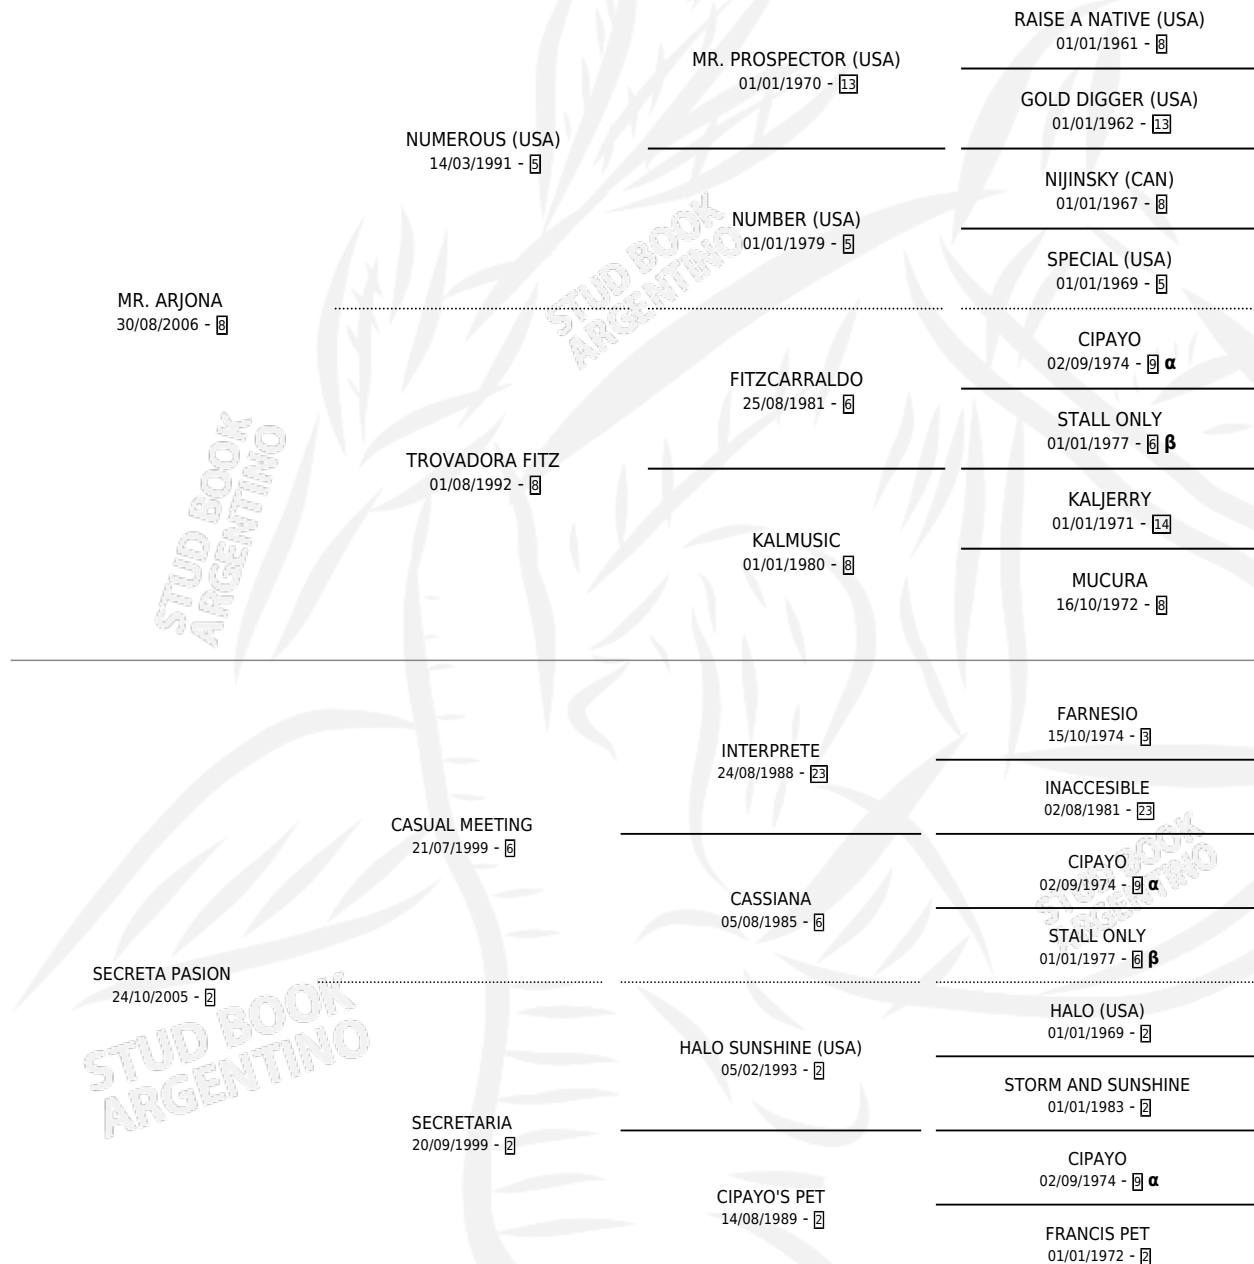 RAISE A NATIVE (USA)
01/01/1961 - 8
MR. PROSPECTOR (USA)
01/01/1970 - 13
GOLD DIGGER (USA)
01/01/1962 - 13
NUMEROUS (USA)
14/03/1991 - 5
NIJINSKY (CAN)
01/01/1967 - 8
NUMBER (USA)
01/01/1979 - 5
SPECIAL (USA)
01/01/1969 - 5
MR. ARJONA
30/08/2006 - 8
CIPAYO
02/09/1974 - 9 α
FITZCARRALDO
25/08/1981 - 6
STALL ONLY
01/01/1977 - 6 β
TROVADORA FITZ
01/08/1992 - 8
KALJERRY
01/01/1971 - 14
KALMUSIC
01/01/1980 - 8
MUCURA
16/10/1972 - 8
FARNESIO
15/10/1974 - 3
INTERPRETE
24/08/1988 - 23
INACCESIBLE
02/08/1981 - 23
CASUAL MEETING
21/07/1999 - 6
CIPAYO
02/09/1974 - 9 α
CASSIANA
05/08/1985 - 6
STALL ONLY
01/01/1977 - 6 β
SECRETA PASION
24/10/2005 - 2
HALO (USA)
01/01/1969 - 2
HALO SUNSHINE (USA)
05/02/1993 - 2
STORM AND SUNSHINE
01/01/1983 - 2
SECRETARIA
20/09/1999 - 2
CIPAYO
02/09/1974 - 9 α
CIPAYO'S PET
14/08/1989 - 2
FRANCIS PET
01/01/1972 - 2
STUD BOOK
ARGENTINO
STUD BOOK
ARGENTINO
STUD BOOK
ARGENTINO
STUD BOOK
ARGENTINO